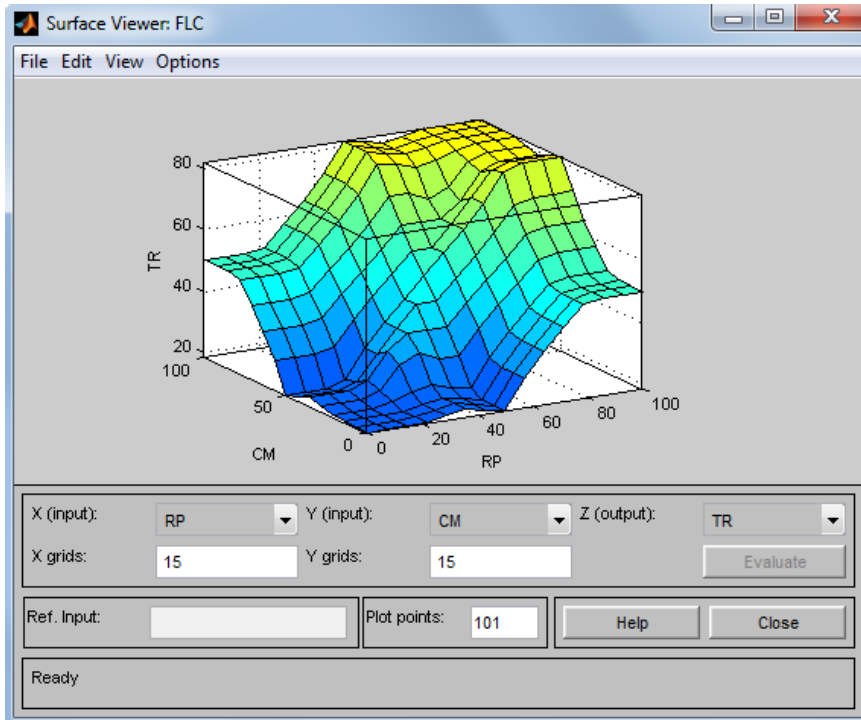 Surface Viewer: FLC
File Edit View Options
80
60
40
20
TR
100
50
0
CM
0
20
40
60
80
100
RP
X (input): RP Y (input): CM Z (output): TR
X grids: 15 Y grids: 15 Evaluate
Ref. Input: Plot points: 101 Help Close
Ready